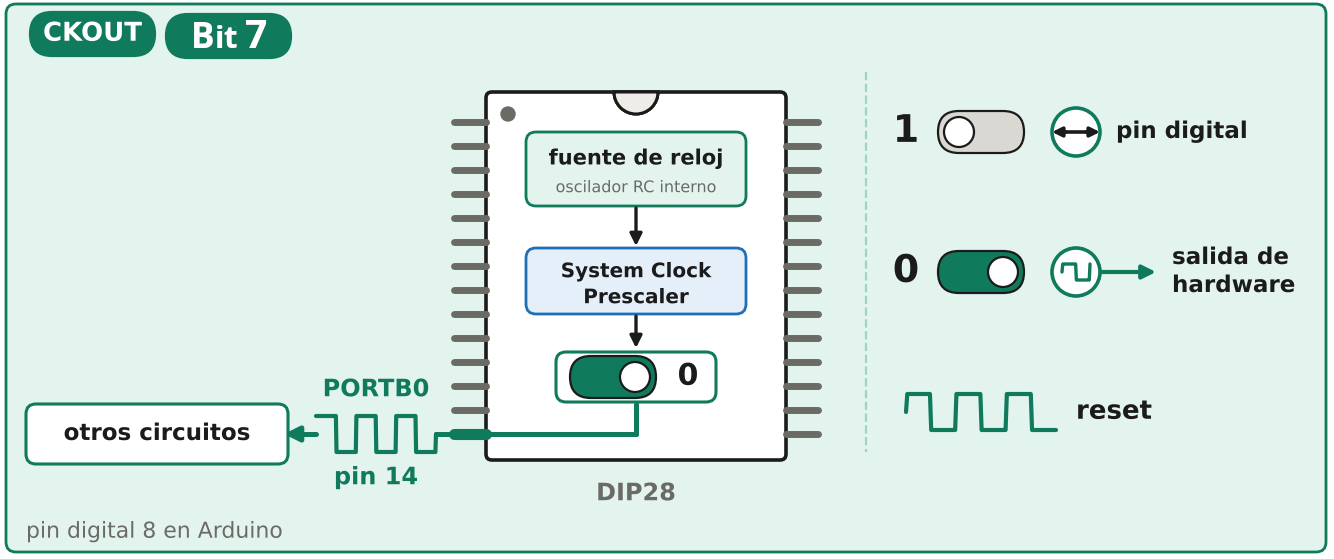 CKOUT
Bit 7
fuente de reloj
oscilador RC interno
System Clock
Prescaler
0
PORTB0
otros circuitos
pin 14
DIP28
pin digital 8 en Arduino
1
pin digital
0
salida de
hardware
reset